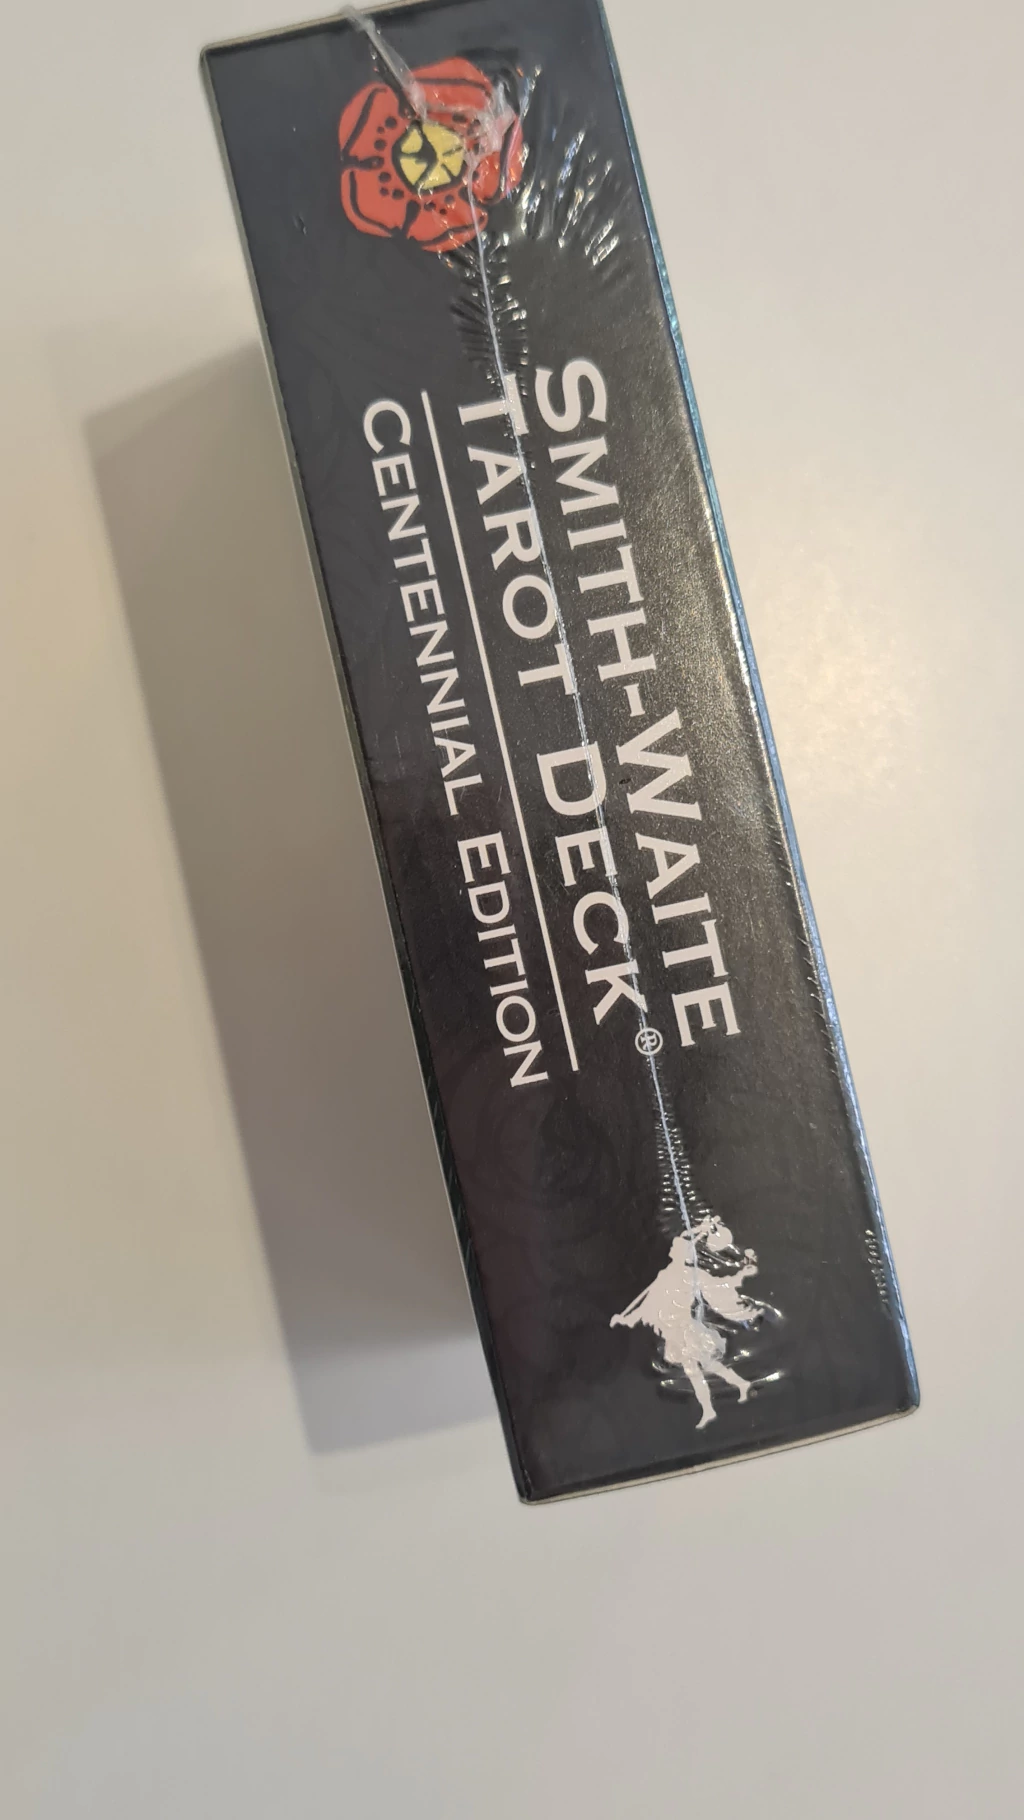 SMITH-WAITE
TAROT DECK®
CENTENNIAL EDITION